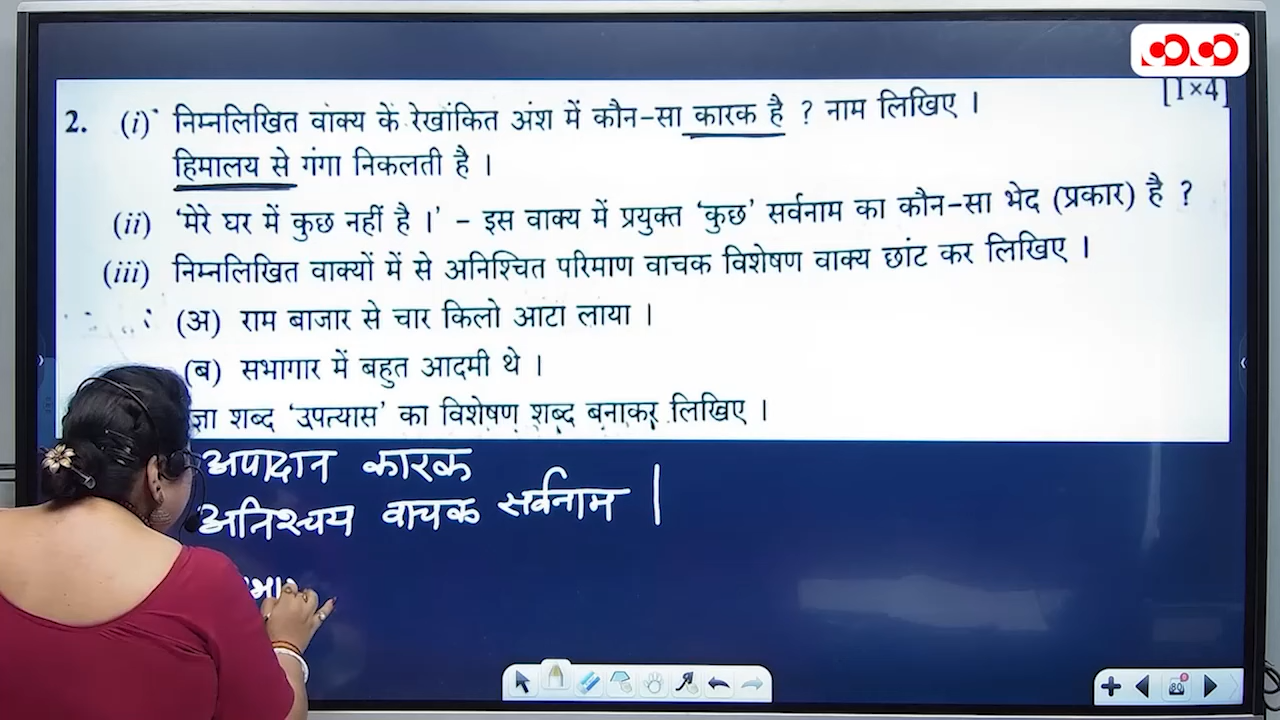 [1×4]
2. (i) निम्नलिखित वाक्य के रेखांकित अंश में कौन-सा कारक है ? नाम लिखिए ।
हिमालय से गंगा निकलती है ।
(ii) 'मेरे घर में कुछ नहीं है ।' – इस वाक्य में प्रयुक्त 'कुछ' सर्वनाम का कौन-सा भेद (प्रकार) है ?
(iii) निम्नलिखित वाक्यों में से अनिश्चित परिमाण वाचक विशेषण वाक्य छांट कर लिखिए ।
(अ) राम बाजार से चार किलो आटा लाया ।
(ब) सभागार में बहुत आदमी थे ।
शब्द 'उपत्यास' का विशेषण शब्द बनाकर लिखिए ।
अपादान कारक
अनिश्चय वाचक सर्वनाम |